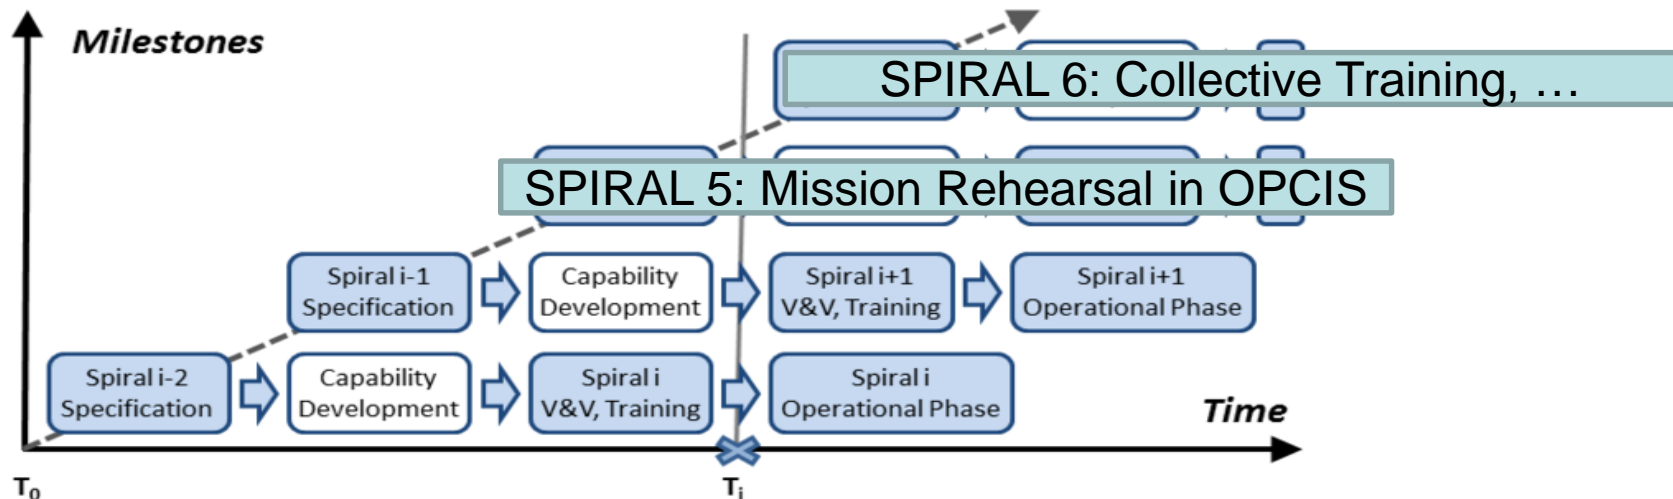 Milestones
SPIRAL 6: Collective Training, …
SPIRAL 5: Mission Rehearsal in OPCIS
Spiral i-1
Specification
Capability
Development
Spiral i+1
V&V, Training
Spiral i+1
Operational Phase
Spiral i-2
Specification
Capability
Development
Spiral i
V&V, Training
Spiral i
Operational Phase
Time
T0
Ti